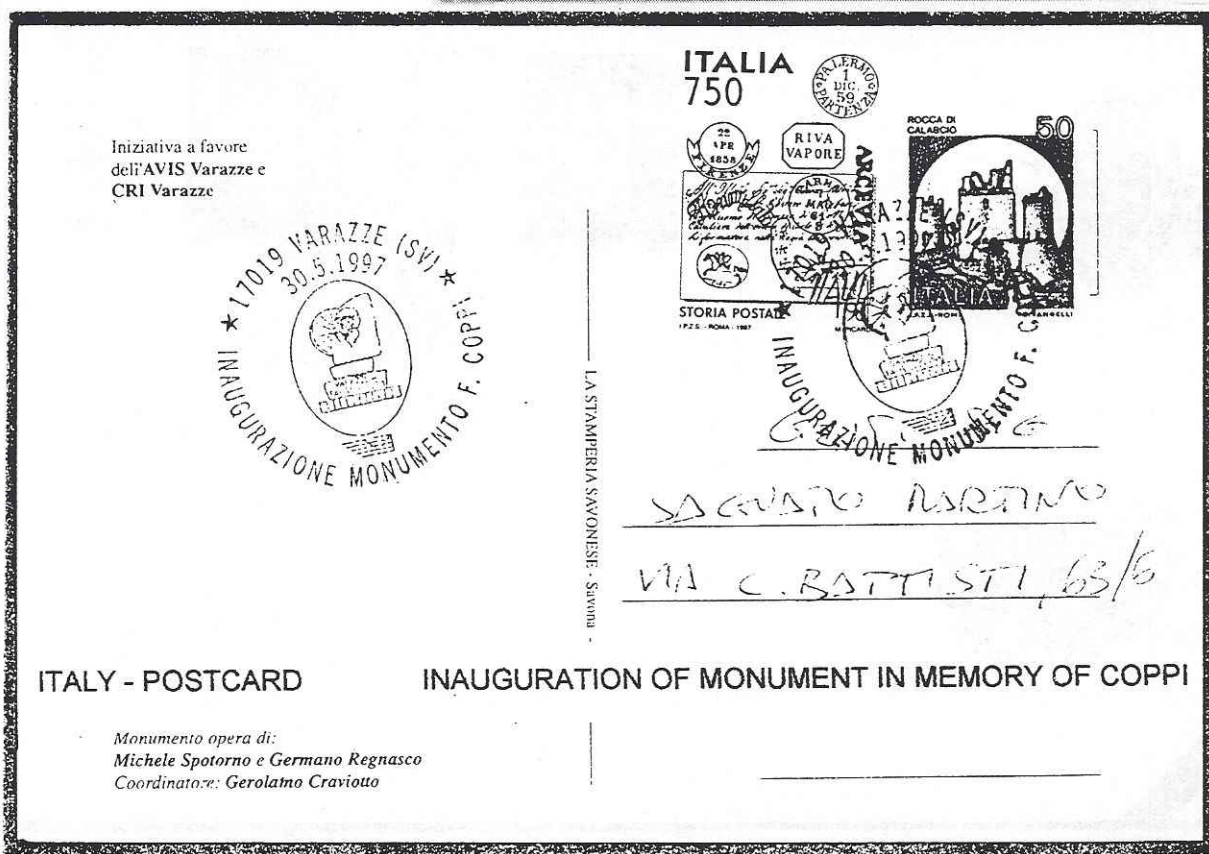 Iniziativa a favore
dell'AVIS Varazze e
CRI Varazze
★ 17019 VARAZZE (SV) ★
30.5.1997
INAUGURAZIONE MONUMENTO F. COPPI
ITALIA
750
PALERMO
1
DIC.
59
PARTENZA
22
APR
1858
FIRENZE
RIVA
VAPORE
ARCEVIA
STORIA POSTALE
I.P.Z.S. - ROMA - 1997
ROCCA DI
CALASCIO
50
ITALIA
INAUGURAZIONE MONUMENTO F.
LA STAMPERIA SAVONESE - Savona -
MARTINO
VIA C. BATTISTI, 63/6
ITALY - POSTCARD
INAUGURATION OF MONUMENT IN MEMORY OF COPPI
Monumento opera di:
Michele Spotorno e Germano Regnasco
Coordinatore: Gerolamo Craviotto